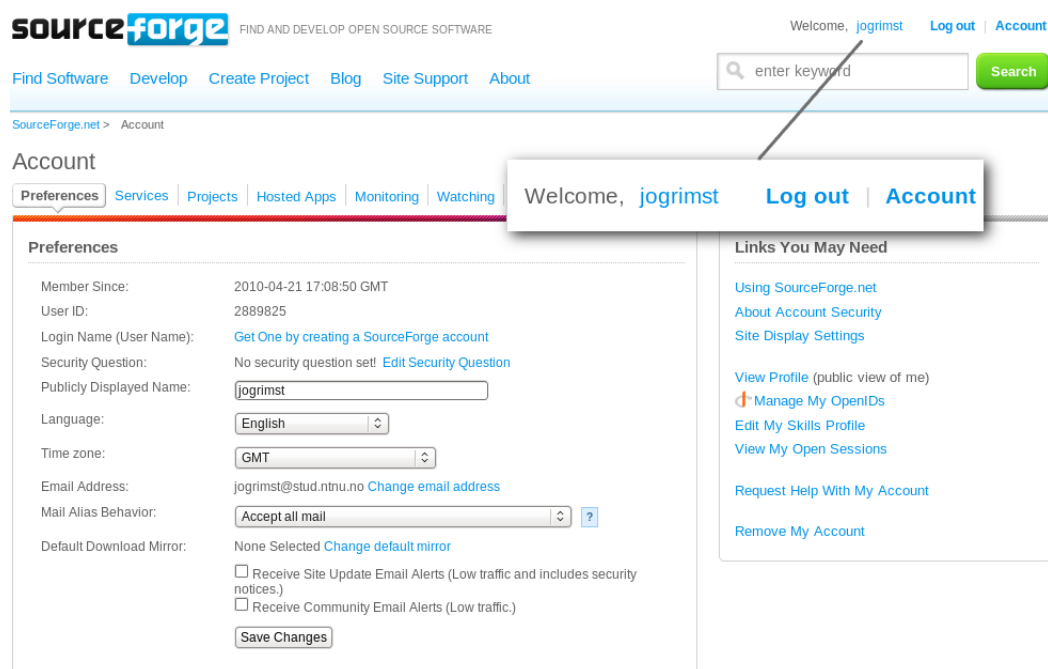 sourceforge FIND AND DEVELOP OPEN SOURCE SOFTWARE
Welcome, jogrimst Log out | Account
Find Software Develop Create Project Blog Site Support About
enter keyword Search
SourceForge.net > Account
Account
Preferences Services Projects Hosted Apps Monitoring Watching
Welcome, jogrimst Log out | Account
Preferences
Member Since: 2010-04-21 17:08:50 GMT
User ID: 2889825
Login Name (User Name): Get One by creating a SourceForge account
Security Question: No security question set! Edit Security Question
Publicly Displayed Name: jogrimst
Language: English
Time zone: GMT
Email Address: jogrimst@stud.ntnu.no Change email address
Mail Alias Behavior: Accept all mail ?
Default Download Mirror: None Selected Change default mirror
Receive Site Update Email Alerts (Low traffic and includes security
notices.)
Receive Community Email Alerts (Low traffic.)
Save Changes
Links You May Need
Using SourceForge.net
About Account Security
Site Display Settings
View Profile (public view of me)
Manage My OpenIDs
Edit My Skills Profile
View My Open Sessions
Request Help With My Account
Remove My Account